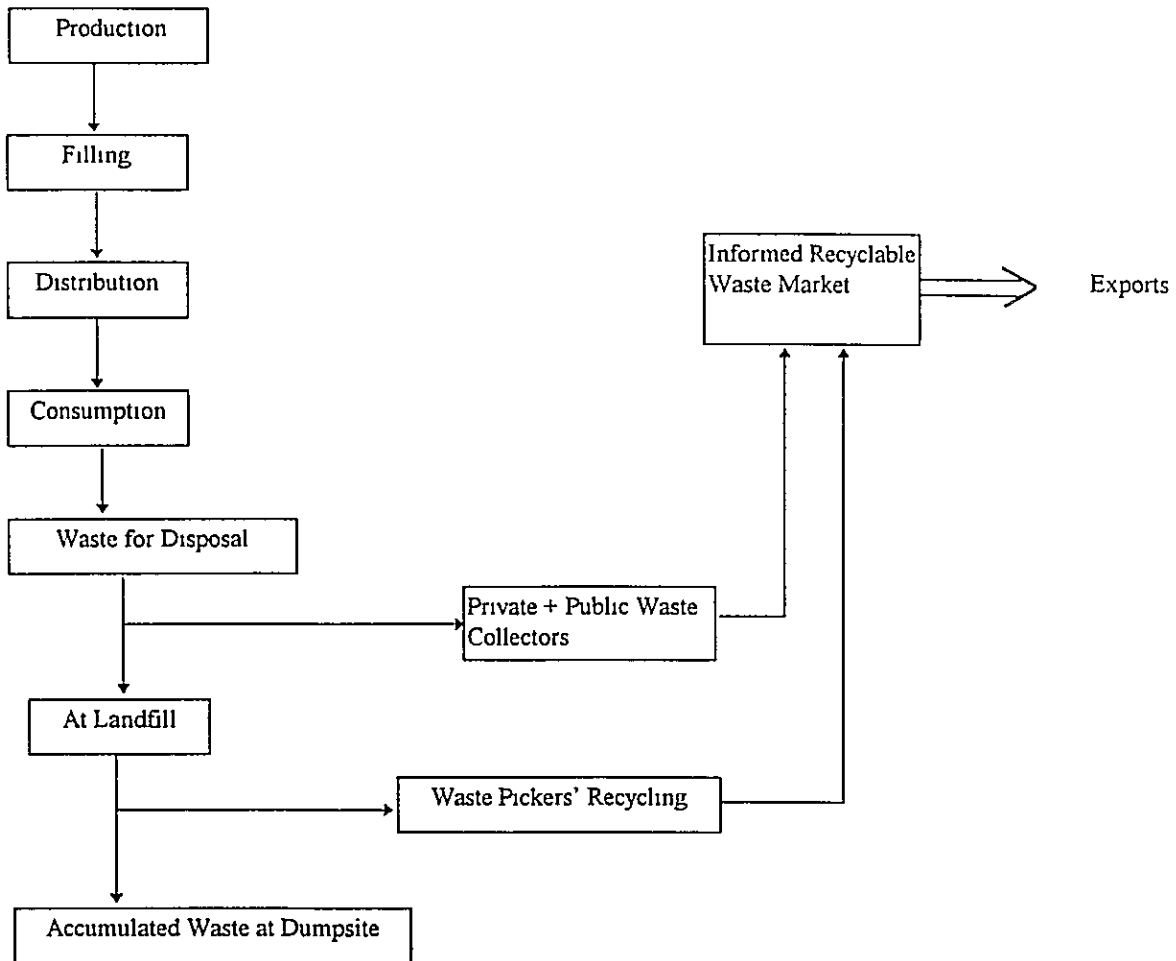 Production
Filling
Distribution
Informed Recyclable
Waste Market
Exports
Consumption
Waste for Disposal
Private + Public Waste
Collectors
At Landfill
Waste Pickers' Recycling
Accumulated Waste at Dumpsite